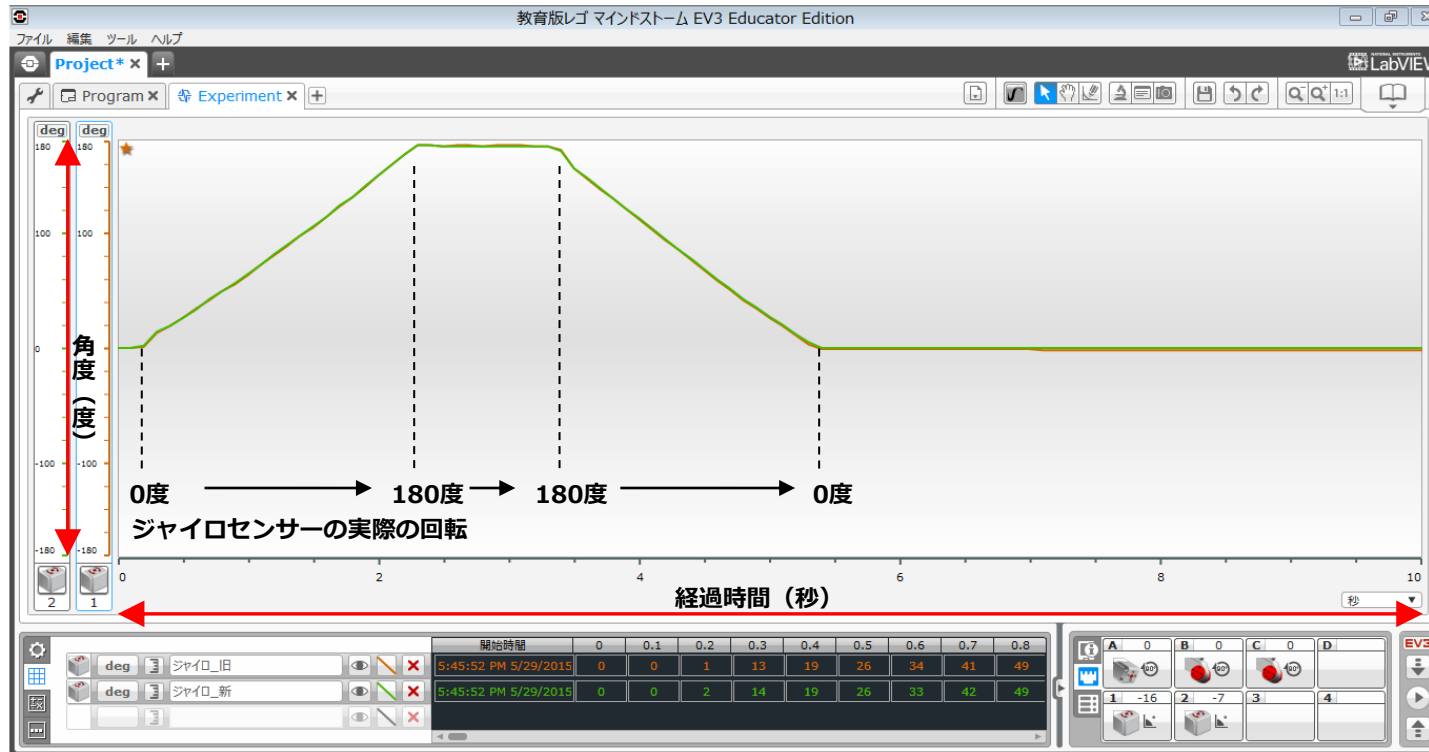 教育版レゴ マインドストーム EV3 Educator Edition
ファイル 編集 ツール ヘルプ
Project* × +
NATIONAL INSTRUMENTS
LabVIEW
Program × Experiment × +
1:1
deg deg
180 180
100 100
0
-100 -100
-180 -180
角度（度）
0度 180度 180度 0度
ジャイロセンサーの実際の回転
0 2 4 6 8 10
2 1
経過時間（秒）
秒
開始時間 0 0.1 0.2 0.3 0.4 0.5 0.6 0.7 0.8
deg ジャイロ_旧 5:45:52 PM 5/29/2015 0 0 1 13 19 26 34 41 49
deg ジャイロ_新 5:45:52 PM 5/29/2015 0 0 2 14 19 26 33 42 49
A 0 B 0 C 0 D
EV3
1 -16 2 -7 3 4